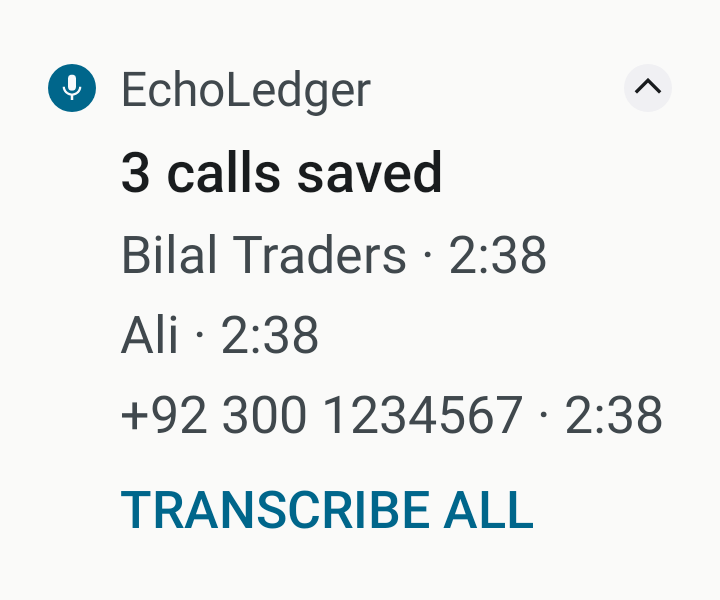 EchoLedger
3 calls saved
Bilal Traders · 2:38
Ali · 2:38
+92 300 1234567 · 2:38
TRANSCRIBE ALL